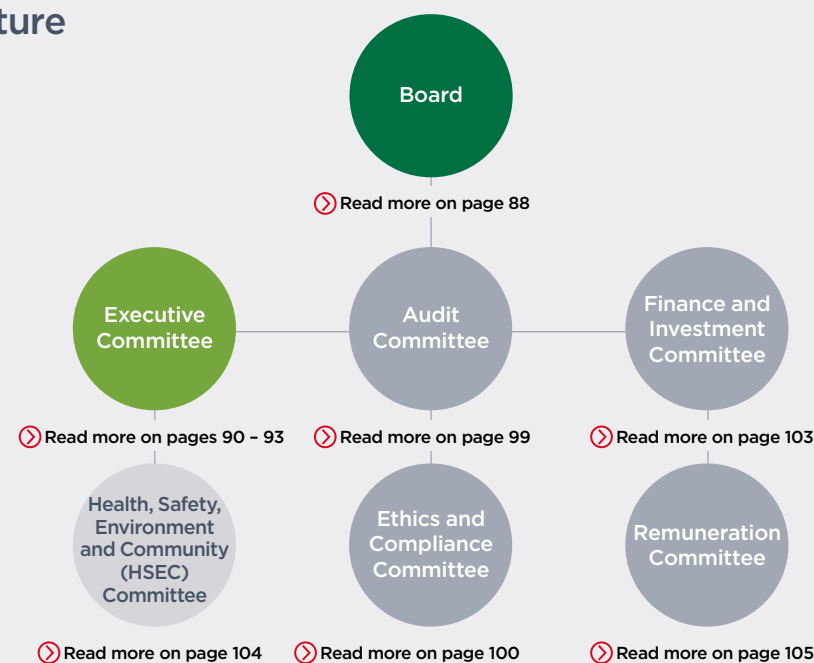 ture
Board
Read more on page 88
Executive
Committee
Audit
Committee
Finance and
Investment
Committee
Read more on pages 90 – 93
Read more on page 99
Read more on page 103
Health, Safety,
Environment
and Community
(HSEC)
Committee
Ethics and
Compliance
Committee
Remuneration
Committee
Read more on page 104
Read more on page 100
Read more on page 105